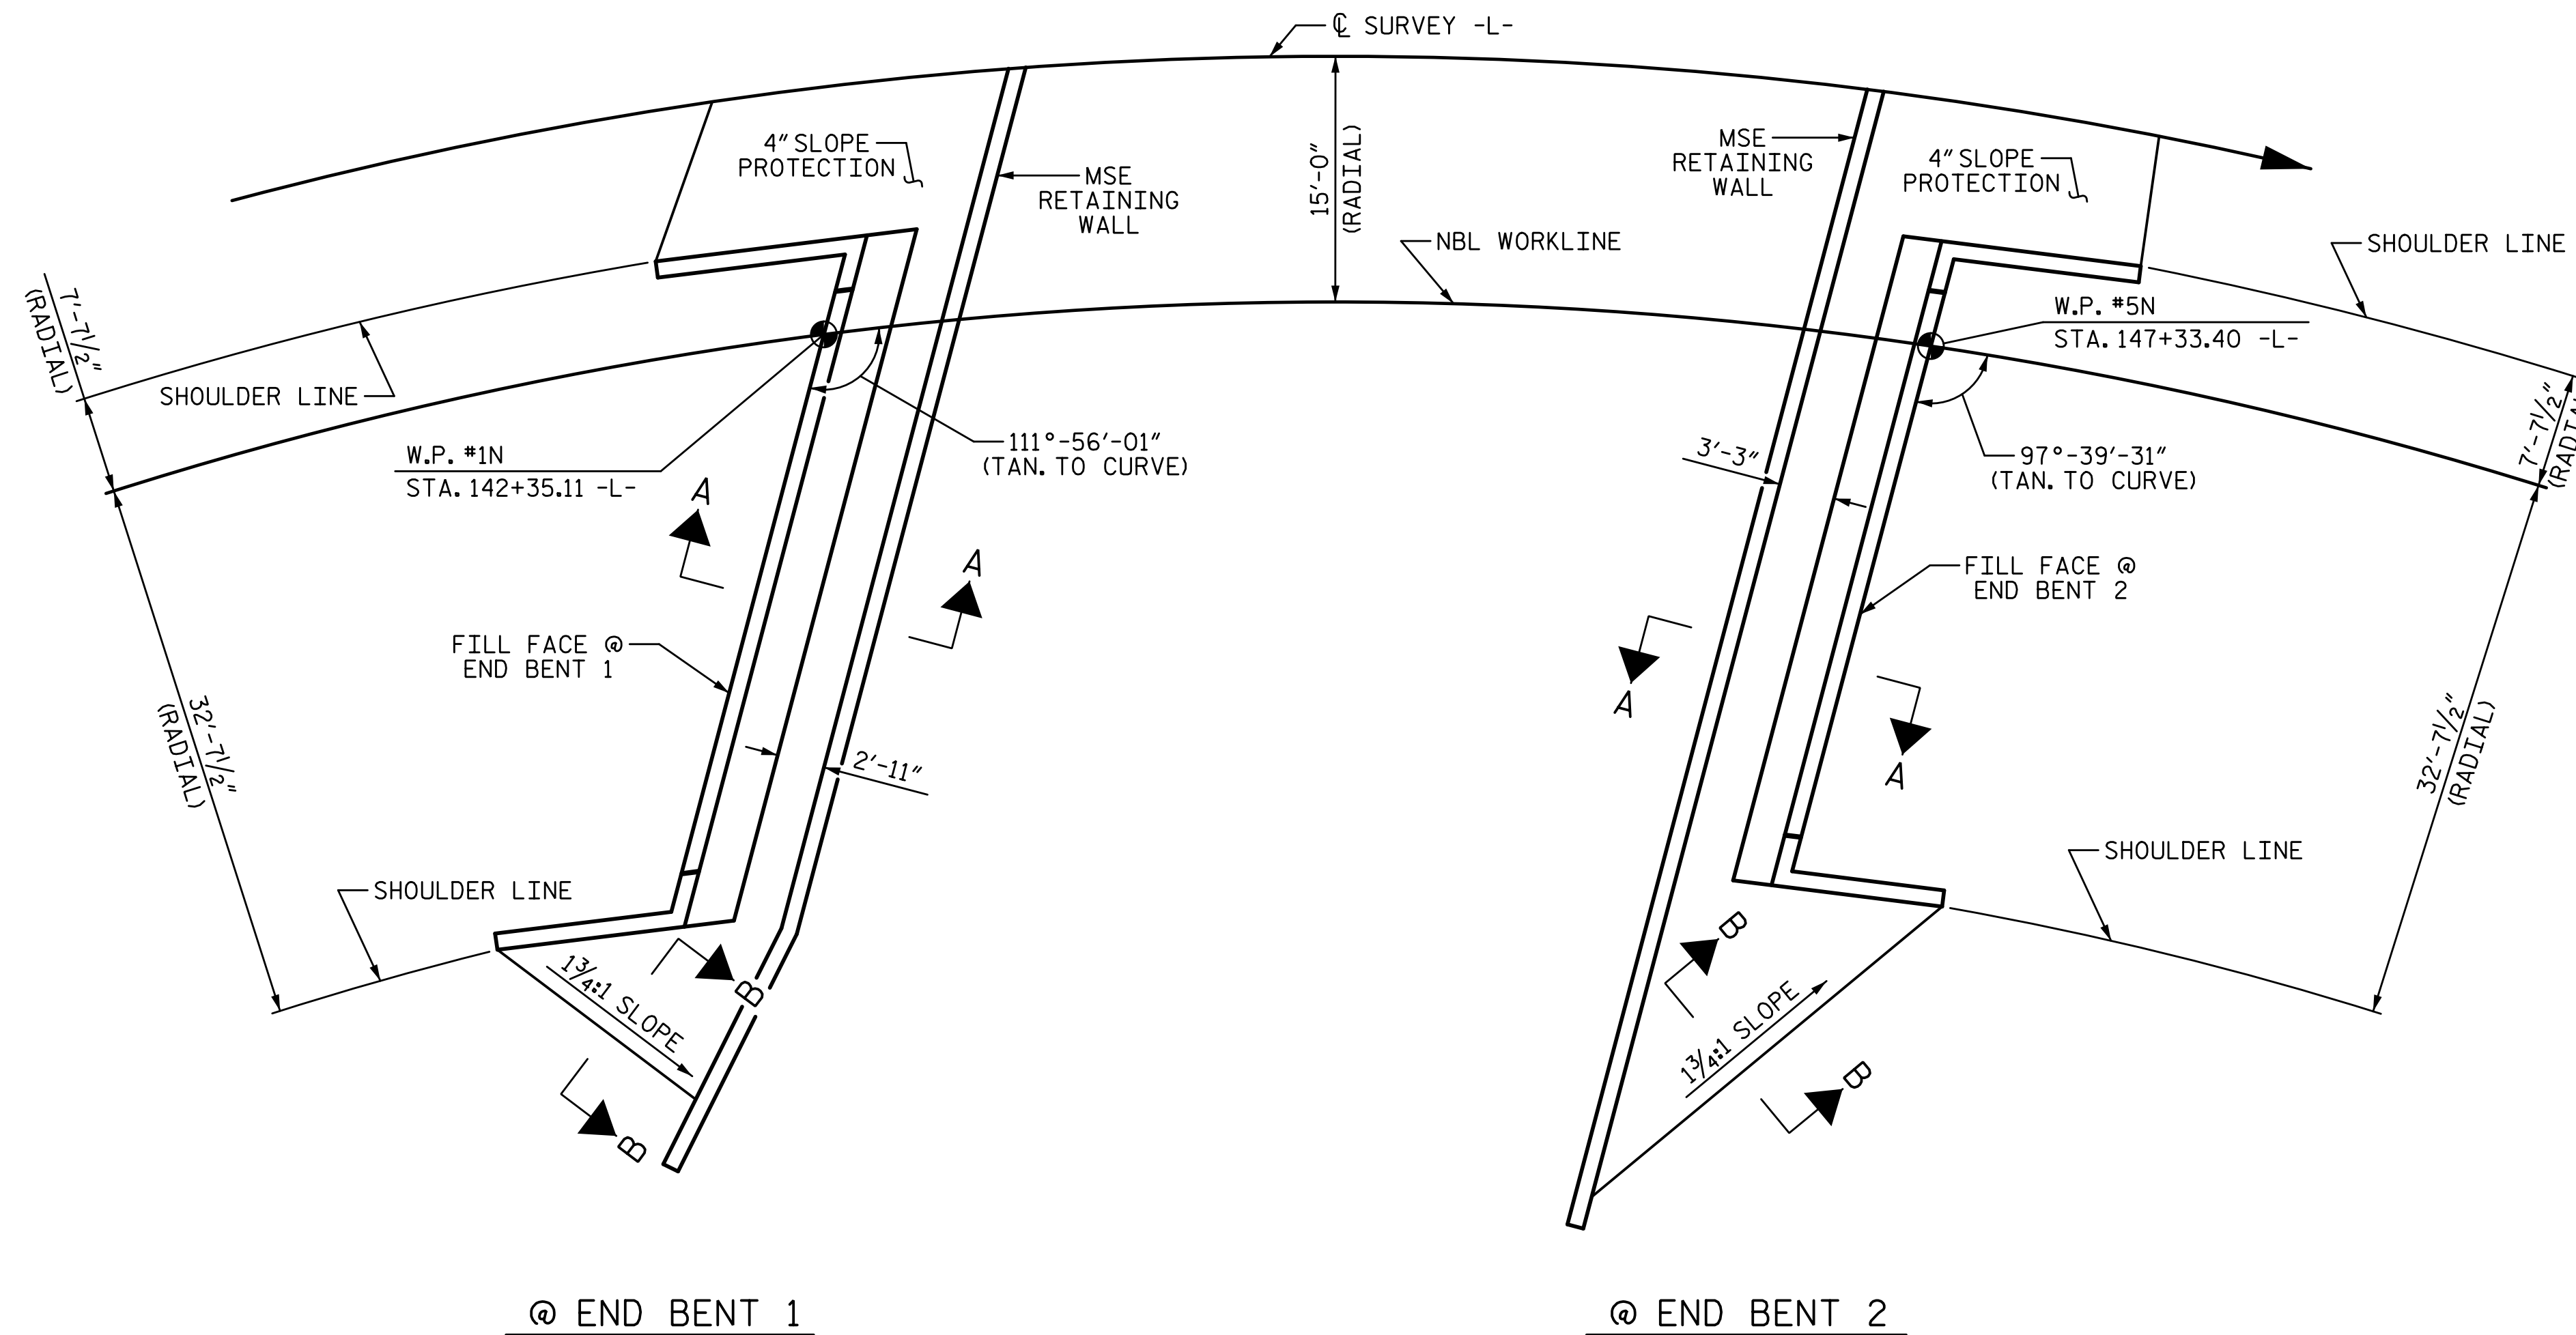 ℄ SURVEY -L-
4" SLOPE
PROTECTION
MSE
RETAINING
WALL
15'-0"
(RADIAL)
MSE
RETAINING
WALL
4" SLOPE
PROTECTION
NBL WORKLINE
SHOULDER LINE
7'-7½"
(RADIAL)
SHOULDER LINE
W.P. #5N
STA. 147+33.40 -L-
W.P. #1N
STA. 142+35.11 -L-
111°-56'-01"
(TAN. TO CURVE)
3'-3"
97°-39'-31"
(TAN. TO CURVE)
7'-7½"
A
A
FILL FACE @
END BENT 1
FILL FACE @
END BENT 2
A
A
32'-7½"
(RADIAL)
2'-11"
32'-7½"
(RADIAL)
SHOULDER LINE
SHOULDER LINE
1¾:1 SLOPE
B
B
1¾:1 SLOPE
B
B
@ END BENT 1
@ END BENT 2